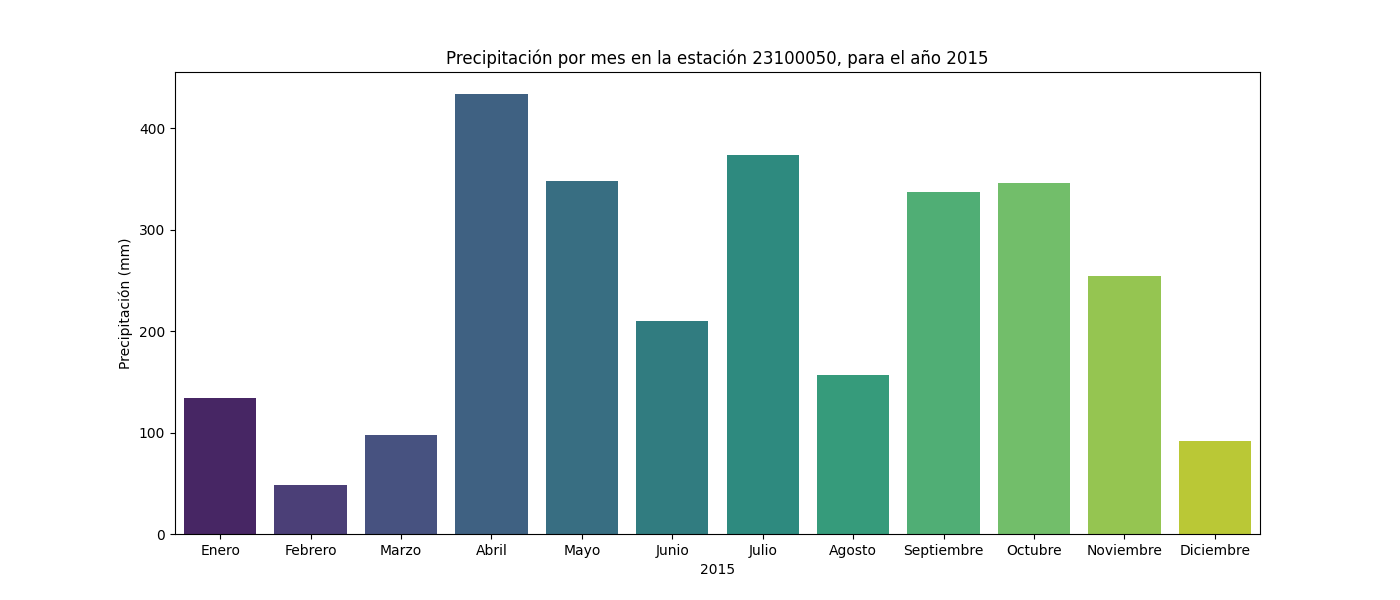 Precipitación por mes en la estación 23100050, para el año 2015
Precipitación (mm)
400
300
200
100
0
Enero Febrero Marzo Abril Mayo Junio Julio Agosto Septiembre Octubre Noviembre Diciembre
2015